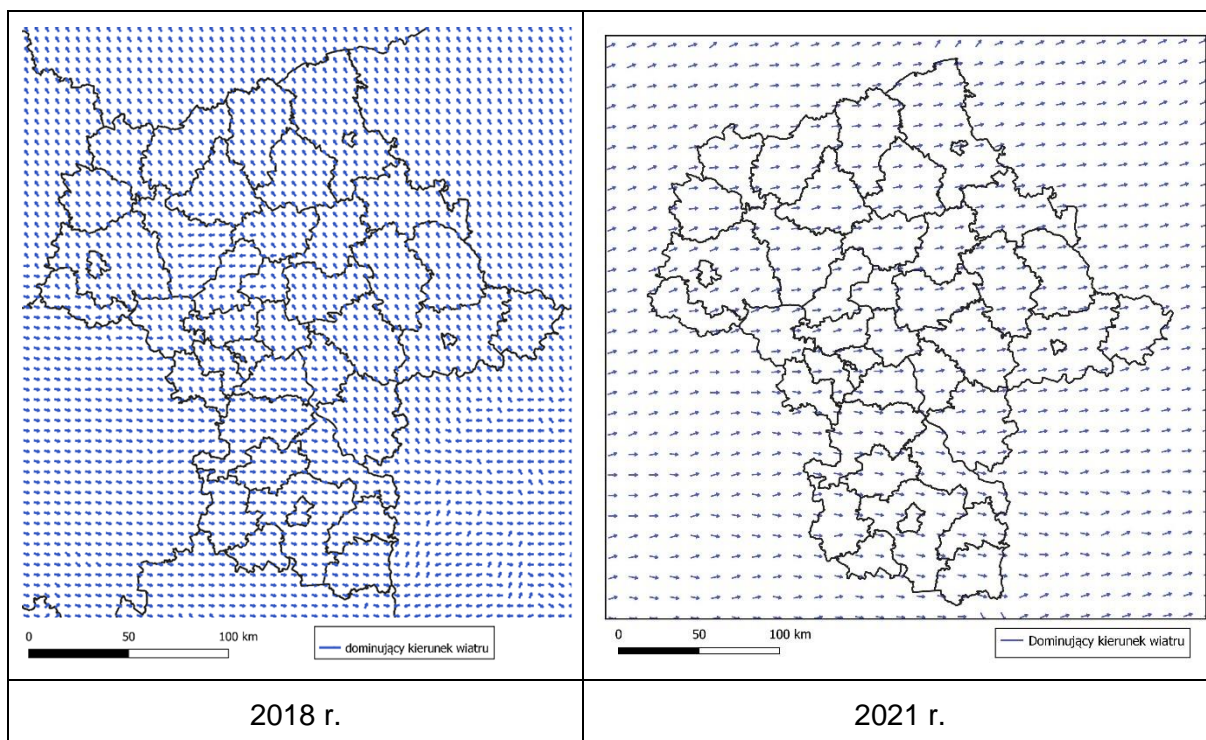 0 50 100 km
dominujący kierunek wiatru
0 50 100 km
Dominujący kierunek wiatru
2018 r.
2021 r.